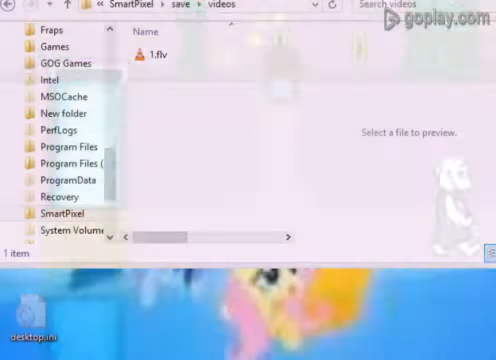 « SmartPixel ▸ save ▸ videos
Search videos
goplay.com
Fraps
Games
GOG Games
Intel
MSOCache
New folder
PerfLogs
Program Files
Program Files (
ProgramData
Recovery
SmartPixel
System Volume
Name
1.flv
Select a file to preview.
1 item
desktop.ini